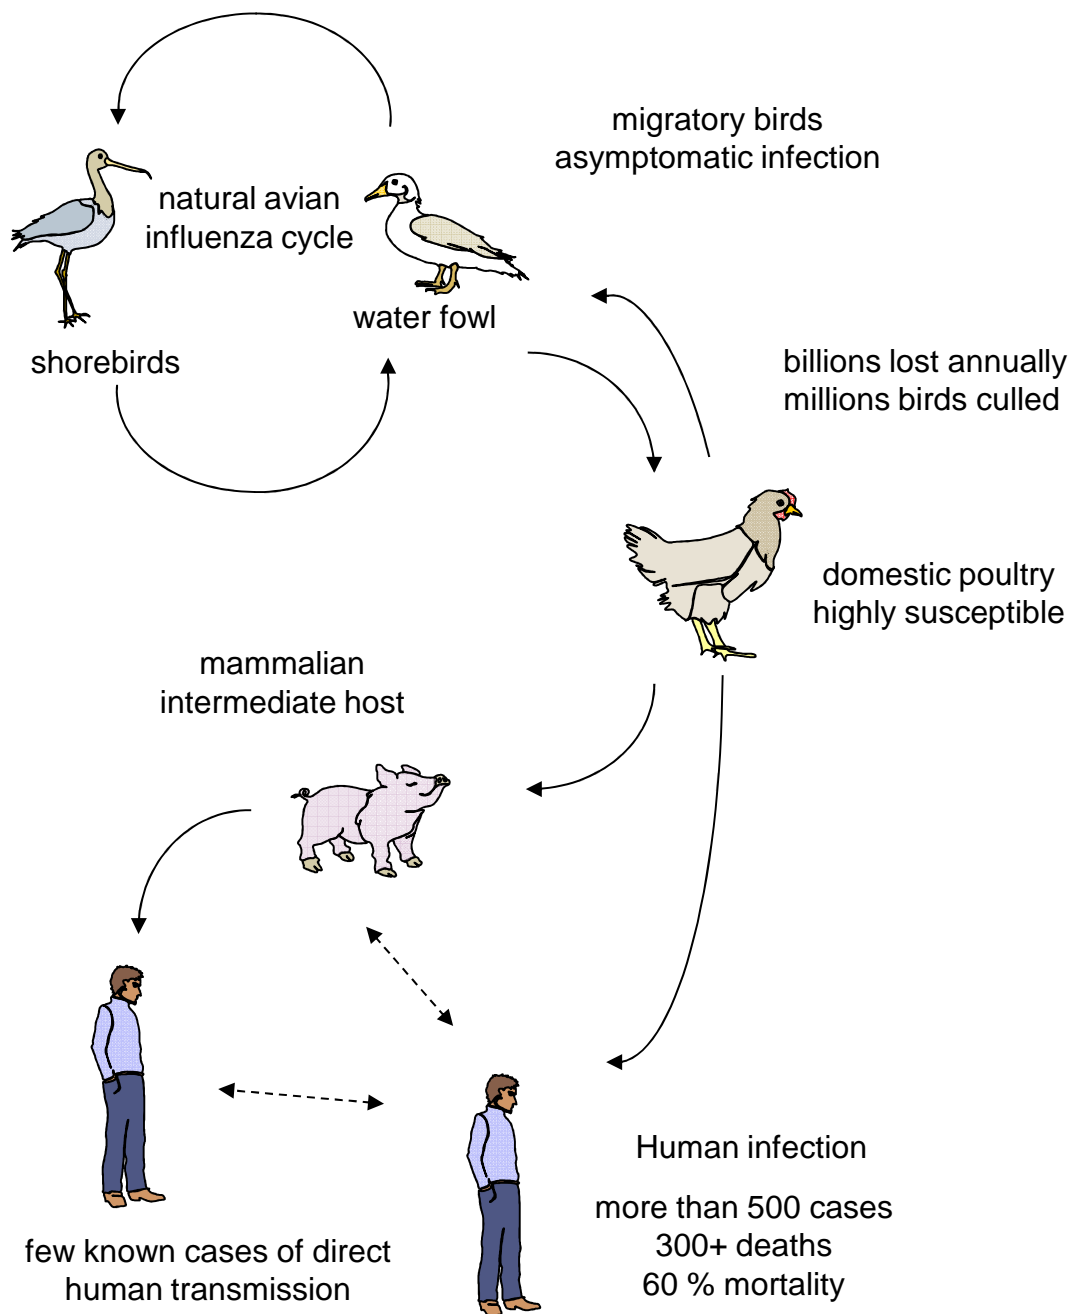 migratory birds
asymptomatic infection
natural avian
influenza cycle
water fowl
shorebirds
billions lost annually
millions birds culled
domestic poultry
highly susceptible
mammalian
intermediate host
Human infection
more than 500 cases
300+ deaths
60 % mortality
few known cases of direct
human transmission